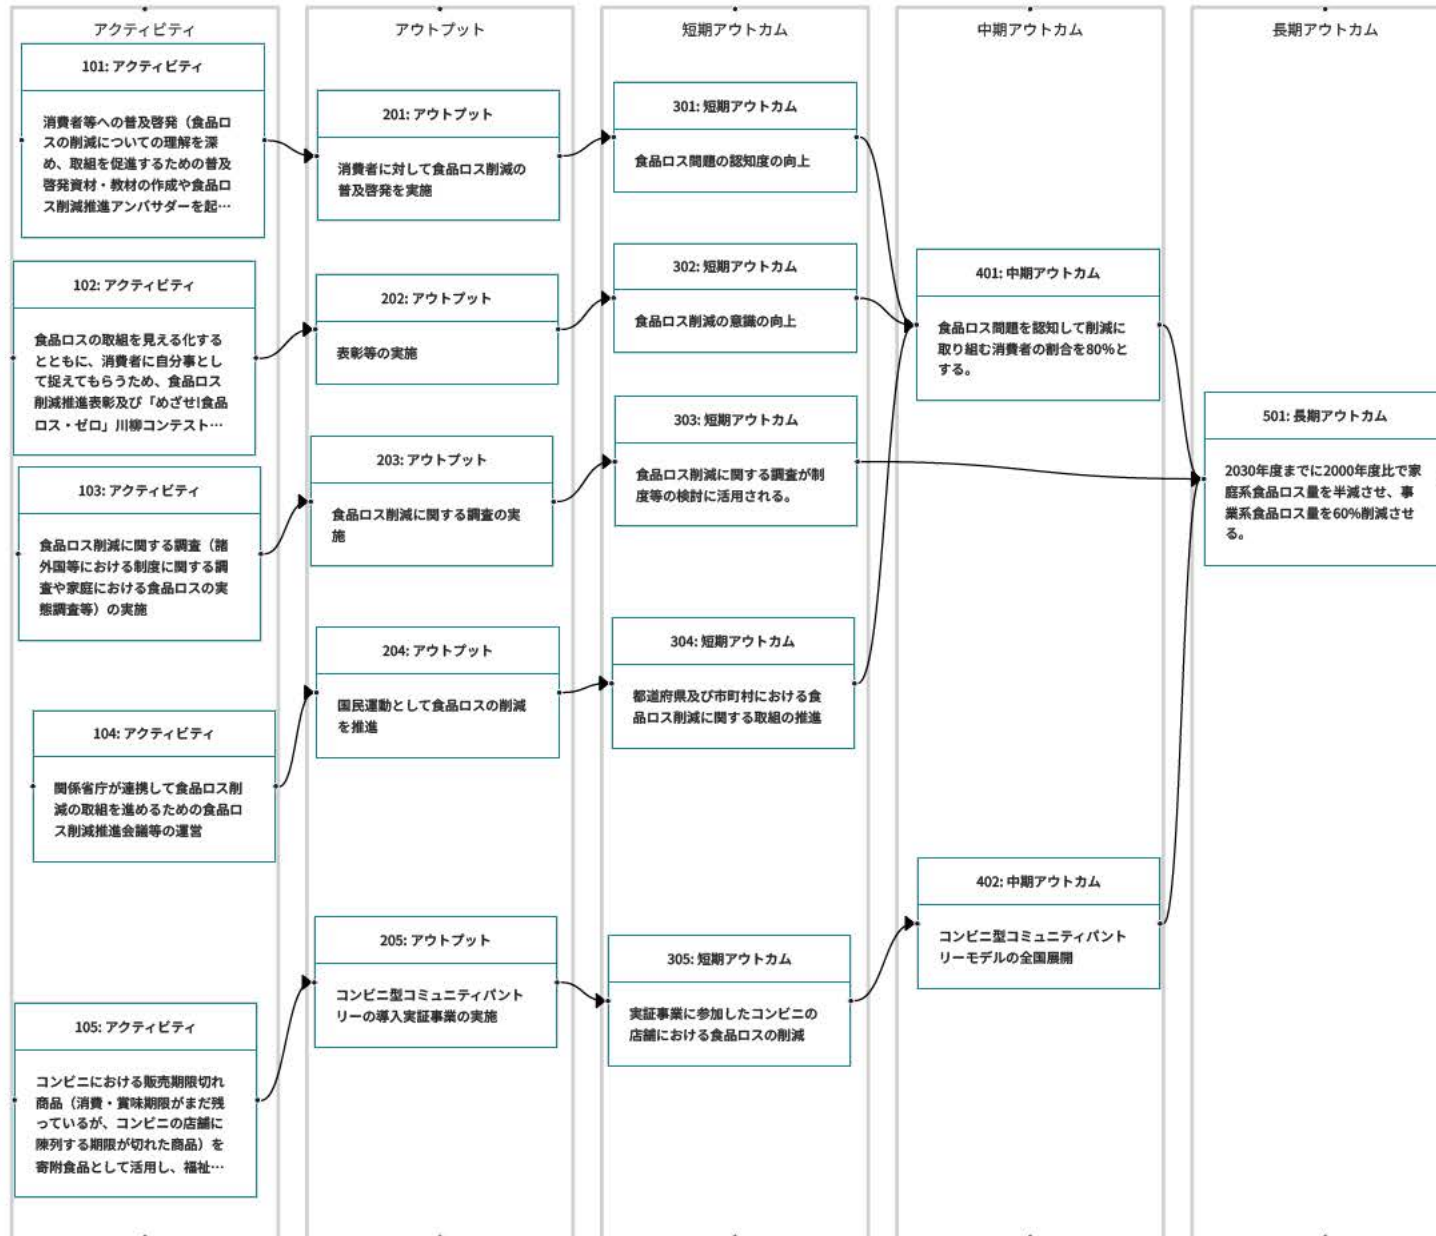 アクティビティ
101: アクティビティ
消費者等への普及啓発（食品ロ
スの削減についての理解を深
め、取組を促進するための普及
啓発資材・教材の作成や食品ロ
ス削減推進アンバサダーを起…
102: アクティビティ
食品ロスの取組を見える化する
とともに、消費者に自分事とし
て捉えてもらうため、食品ロス
削減推進表彰及び「めざせ!食品
ロス・ゼロ」川柳コンテスト…
103: アクティビティ
食品ロス削減に関する調査（諸
外国等における制度に関する調
査や家庭における食品ロスの実
態調査等）の実施
104: アクティビティ
関係省庁が連携して食品ロス削
減の取組を進めるための食品ロ
ス削減推進会議等の運営
105: アクティビティ
コンビニにおける販売期限切れ
商品（消費・賞味期限がまだ残
っているが、コンビニの店舗に
陳列する期限が切れた商品）を
寄附食品として活用し、福祉…
アウトプット
201: アウトプット
消費者に対して食品ロス削減の
普及啓発を実施
202: アウトプット
表彰等の実施
203: アウトプット
食品ロス削減に関する調査の実
施
204: アウトプット
国民運動として食品ロスの削減
を推進
205: アウトプット
コンビニ型コミュニティパント
リーの導入実証事業の実施
短期アウトカム
301: 短期アウトカム
食品ロス問題の認知度の向上
302: 短期アウトカム
食品ロス削減の意識の向上
303: 短期アウトカム
食品ロス削減に関する調査が制
度等の検討に活用される。
304: 短期アウトカム
都道府県及び市町村における食
品ロス削減に関する取組の推進
305: 短期アウトカム
実証事業に参加したコンビニの
店舗における食品ロスの削減
中期アウトカム
401: 中期アウトカム
食品ロス問題を認知して削減に
取り組む消費者の割合を80%と
する。
402: 中期アウトカム
コンビニ型コミュニティパント
リーモデルの全国展開
長期アウトカム
501: 長期アウトカム
2030年度までに2000年度比で家
庭系食品ロス量を半減させ、事
業系食品ロス量を60%削減させ
る。